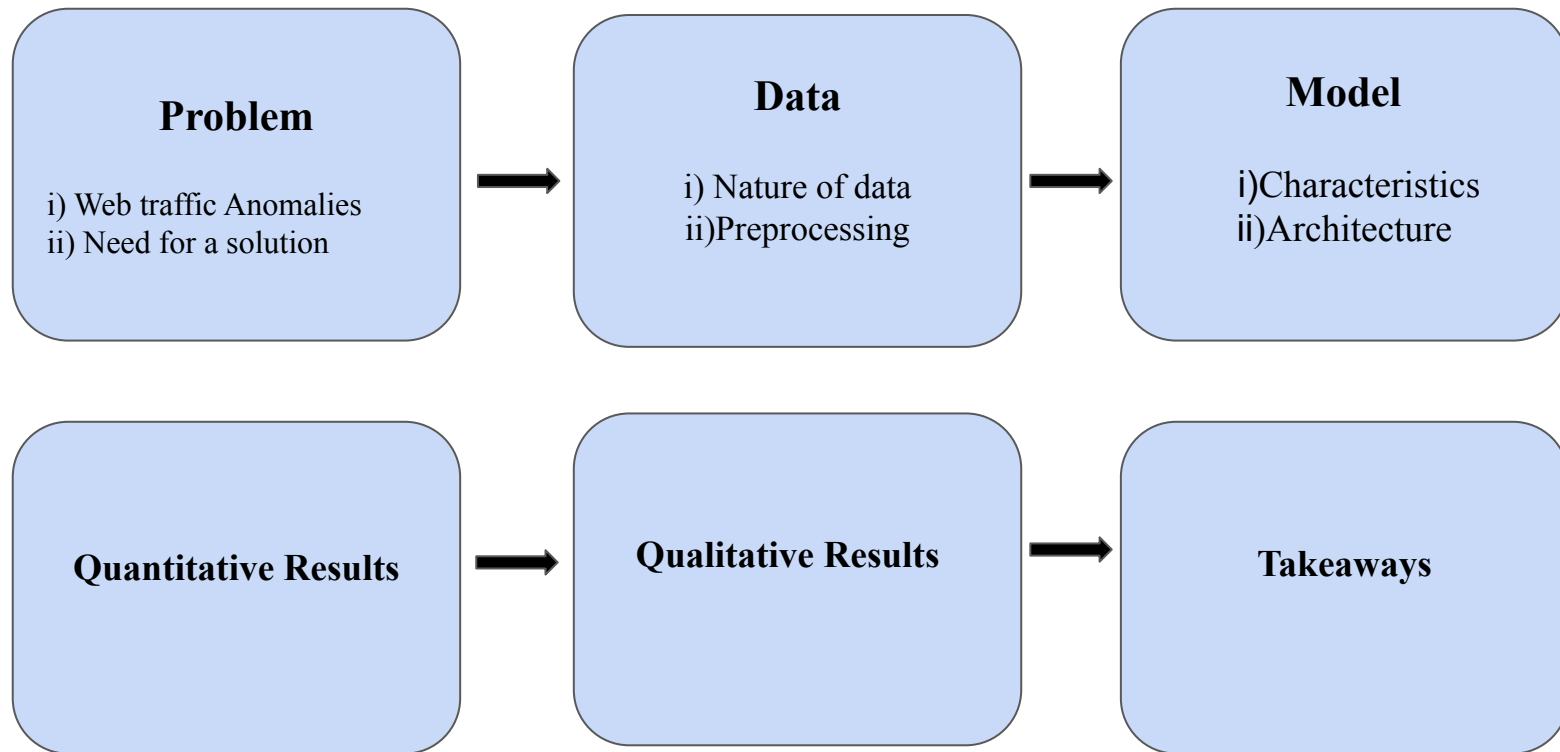 Problem
i) Web traffic Anomalies
ii) Need for a solution
Data
i) Nature of data
ii)Preprocessing
Model
i)Characteristics
ii)Architecture
Quantitative Results
Qualitative Results
Takeaways